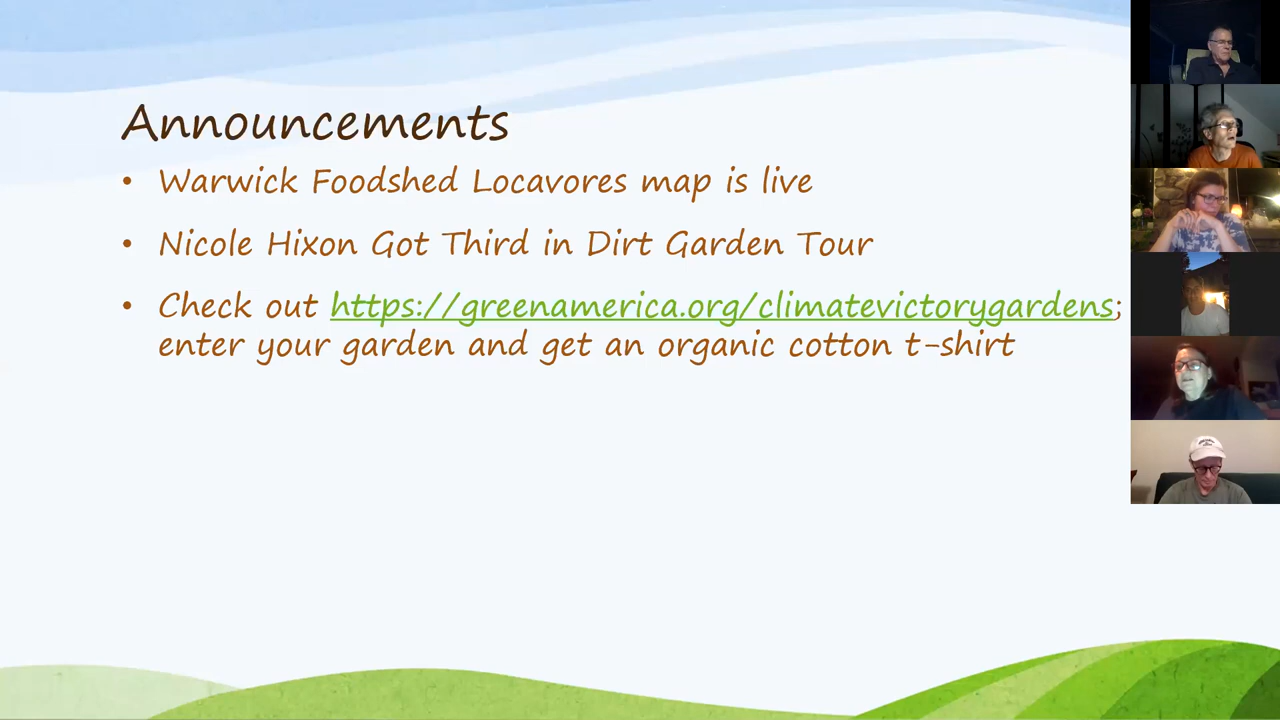 Announcements
• Warwick Foodshed Locavores map is live
• Nicole Hixon Got Third in Dirt Garden Tour
• Check out https://greenamerica.org/climatevictorygardens;
enter your garden and get an organic cotton t-shirt